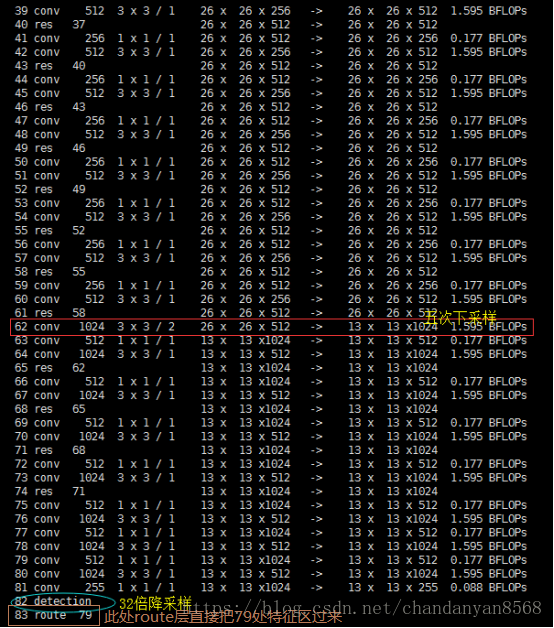 39 conv 512 3 x 3 / 1 26 x 26 x 256 -> 26 x 26 x 512 1.595 BFLOPs
40 res 37 26 x 26 x 512 -> 26 x 26 x 512
41 conv 256 1 x 1 / 1 26 x 26 x 512 -> 26 x 26 x 256 0.177 BFLOPs
42 conv 512 3 x 3 / 1 26 x 26 x 256 -> 26 x 26 x 512 1.595 BFLOPs
43 res 40 26 x 26 x 512 -> 26 x 26 x 512
44 conv 256 1 x 1 / 1 26 x 26 x 512 -> 26 x 26 x 256 0.177 BFLOPs
45 conv 512 3 x 3 / 1 26 x 26 x 256 -> 26 x 26 x 512 1.595 BFLOPs
46 res 43 26 x 26 x 512 -> 26 x 26 x 512
47 conv 256 1 x 1 / 1 26 x 26 x 512 -> 26 x 26 x 256 0.177 BFLOPs
48 conv 512 3 x 3 / 1 26 x 26 x 256 -> 26 x 26 x 512 1.595 BFLOPs
49 res 46 26 x 26 x 512 -> 26 x 26 x 512
50 conv 256 1 x 1 / 1 26 x 26 x 512 -> 26 x 26 x 256 0.177 BFLOPs
51 conv 512 3 x 3 / 1 26 x 26 x 256 -> 26 x 26 x 512 1.595 BFLOPs
52 res 49 26 x 26 x 512 -> 26 x 26 x 512
53 conv 256 1 x 1 / 1 26 x 26 x 512 -> 26 x 26 x 256 0.177 BFLOPs
54 conv 512 3 x 3 / 1 26 x 26 x 256 -> 26 x 26 x 512 1.595 BFLOPs
55 res 52 26 x 26 x 512 -> 26 x 26 x 512
56 conv 256 1 x 1 / 1 26 x 26 x 512 -> 26 x 26 x 256 0.177 BFLOPs
57 conv 512 3 x 3 / 1 26 x 26 x 256 -> 26 x 26 x 512 1.595 BFLOPs
58 res 55 26 x 26 x 512 -> 26 x 26 x 512
59 conv 256 1 x 1 / 1 26 x 26 x 512 -> 26 x 26 x 256 0.177 BFLOPs
60 conv 512 3 x 3 / 1 26 x 26 x 256 -> 26 x 26 x 512 1.595 BFLOPs
61 res 58 26 x 26 x 512 -> 26 x 26 x 512
五次下采样
62 conv 1024 3 x 3 / 2 26 x 26 x 512 -> 13 x 13 x1024 1.595 BFLOPs
63 conv 512 1 x 1 / 1 13 x 13 x1024 -> 13 x 13 x 512 0.177 BFLOPs
64 conv 1024 3 x 3 / 1 13 x 13 x 512 -> 13 x 13 x1024 1.595 BFLOPs
65 res 62 13 x 13 x1024 -> 13 x 13 x1024
66 conv 512 1 x 1 / 1 13 x 13 x1024 -> 13 x 13 x 512 0.177 BFLOPs
67 conv 1024 3 x 3 / 1 13 x 13 x 512 -> 13 x 13 x1024 1.595 BFLOPs
68 res 65 13 x 13 x1024 -> 13 x 13 x1024
69 conv 512 1 x 1 / 1 13 x 13 x1024 -> 13 x 13 x 512 0.177 BFLOPs
70 conv 1024 3 x 3 / 1 13 x 13 x 512 -> 13 x 13 x1024 1.595 BFLOPs
71 res 68 13 x 13 x1024 -> 13 x 13 x1024
72 conv 512 1 x 1 / 1 13 x 13 x1024 -> 13 x 13 x 512 0.177 BFLOPs
73 conv 1024 3 x 3 / 1 13 x 13 x 512 -> 13 x 13 x1024 1.595 BFLOPs
74 res 71 13 x 13 x1024 -> 13 x 13 x1024
75 conv 512 1 x 1 / 1 13 x 13 x1024 -> 13 x 13 x 512 0.177 BFLOPs
76 conv 1024 3 x 3 / 1 13 x 13 x 512 -> 13 x 13 x1024 1.595 BFLOPs
77 conv 512 1 x 1 / 1 13 x 13 x1024 -> 13 x 13 x 512 0.177 BFLOPs
78 conv 1024 3 x 3 / 1 13 x 13 x 512 -> 13 x 13 x1024 1.595 BFLOPs
79 conv 512 1 x 1 / 1 13 x 13 x1024 -> 13 x 13 x 512 0.177 BFLOPs
80 conv 1024 3 x 3 / 1 13 x 13 x 512 -> 13 x 13 x1024 1.595 BFLOPs
81 conv 255 1 x 1 / 1 13 x 13 x1024 -> 13 x 13 x 255 0.088 BFLOPs
82 detection 32倍降采样
https://blog.csdn.net/chandanyan8568
83 route 79 此处route层直接把79处特征区过来